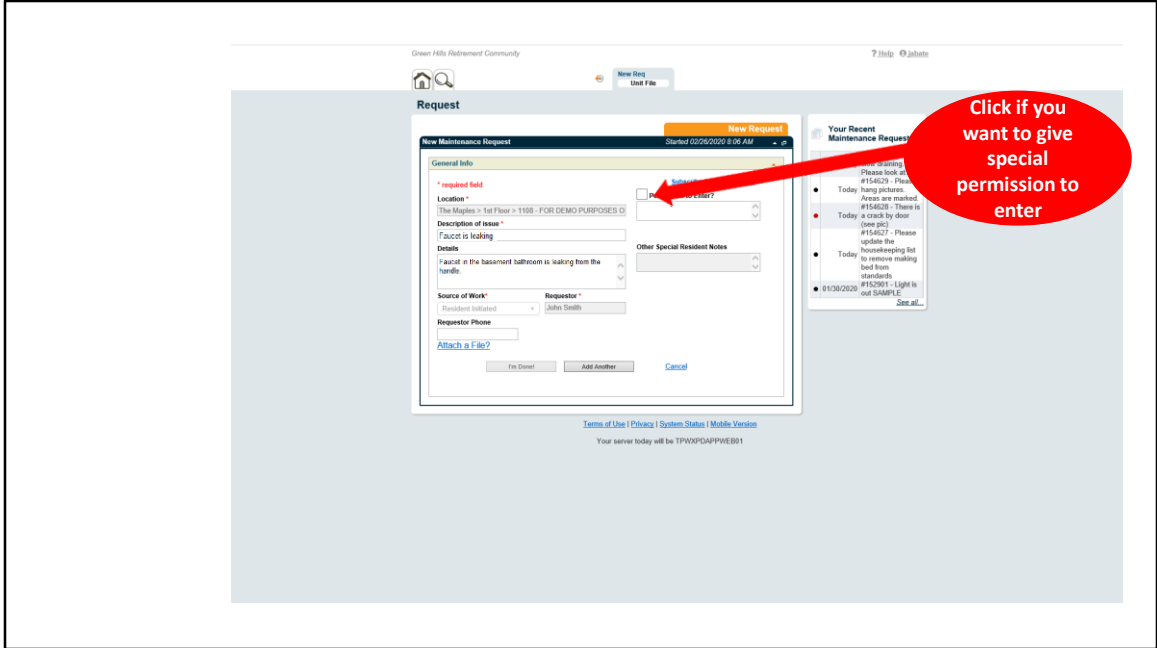 Green Hills Retirement Community
? Help jabate
New Req
Unit File
Request
New Request
New Maintenance Request Started 02/26/2020 8:06 AM
General Info
* required field
Location *
The Maples > 1st Floor > 1108 - FOR DEMO PURPOSES O
Description of issue *
Faucet is leaking
Details
Faucet in the basement bathroom is leaking from the
handle.
Source of Work* Requestor *
Resident Initiated John Smith
Requestor Phone
Attach a File?
I'm Done! Add Another Cancel
Enter?
Other Special Resident Notes
Your Recent
Maintenance Request
draining.
Please look at
#154629 - Please
Today hang pictures.
Areas are marked.
#154628 - There is
Today a crack by door
(see pic)
#154627 - Please
update the
housekeeping list
Today to remove making
bed from
standards
01/30/2020 #152901 - Light is
out SAMPLE
See all...
Click if you
want to give
special
permission to
enter
Terms of Use | Privacy | System Status | Mobile Version
Your server today will be TPWXPDAPPWEB01